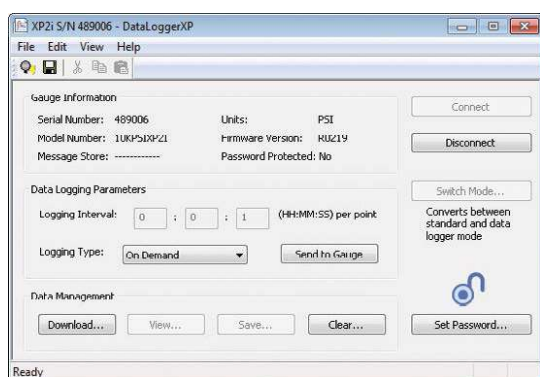 XP2i S/N 489006 - DataLoggerXP
File Edit View Help
Gauge Information
Serial Number: 489006 Units: PSI
Model Number: 10KPSIXP2I Firmware Version: R0219
Message Store: ------------ Password Protected: No
Connect
Disconnect
Data Logging Parameters
Logging Interval: 0 : 0 : 1 (HH:MM:SS) per point
Logging Type: On Demand Send to Gauge
Switch Mode...
Converts between
standard and data
logger mode
Data Management
Download... View... Save... Clear... Set Password...
Ready